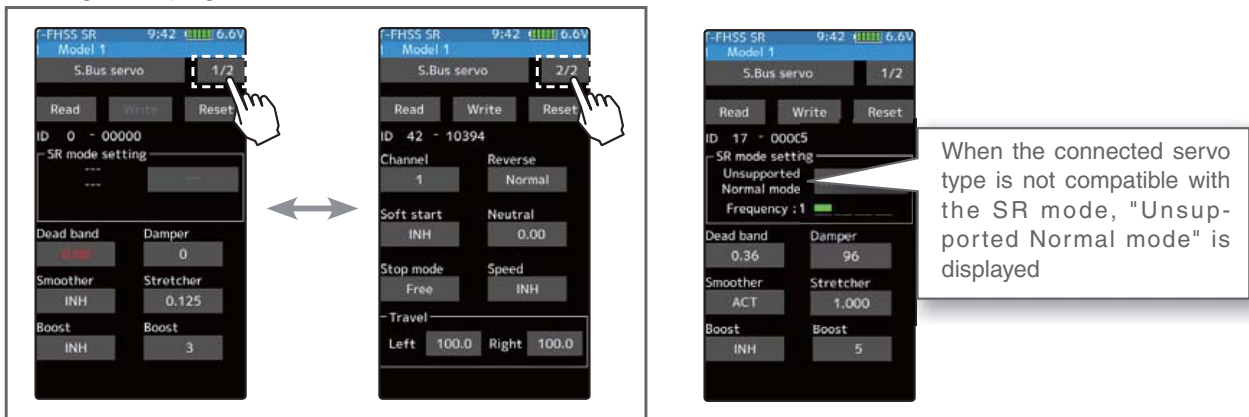 T-FHSS SR 9:42 6.6V
Model 1
S.Bus servo 1/2
Read Write Reset
ID 0 - 00000
SR mode setting
---
--- ---
Dead band Damper
0.00 0
Smoother Stretcher
INH 0.125
Boost Boost
INH 3
T-FHSS SR 9:42 6.6V
Model 1
S.Bus servo 2/2
Read Write Reset
ID 42 - 10394
Channel Reverse
1 Normal
Soft start Neutral
INH 0.00
Stop mode Speed
Free INH
Travel
Left 100.0 Right 100.0
T-FHSS SR 9:42 6.6V
Model 1
S.Bus servo 1/2
Read Write Reset
ID 17 - 00005
SR mode setting
Unsupported
Normal mode
Frequency : 1
Dead band Damper
0.36 96
Smoother Stretcher
ACT 1.000
Boost Boost
INH 5
When the connected servo
type is not compatible with
the SR mode, "Unsup-
ported Normal mode" is
displayed